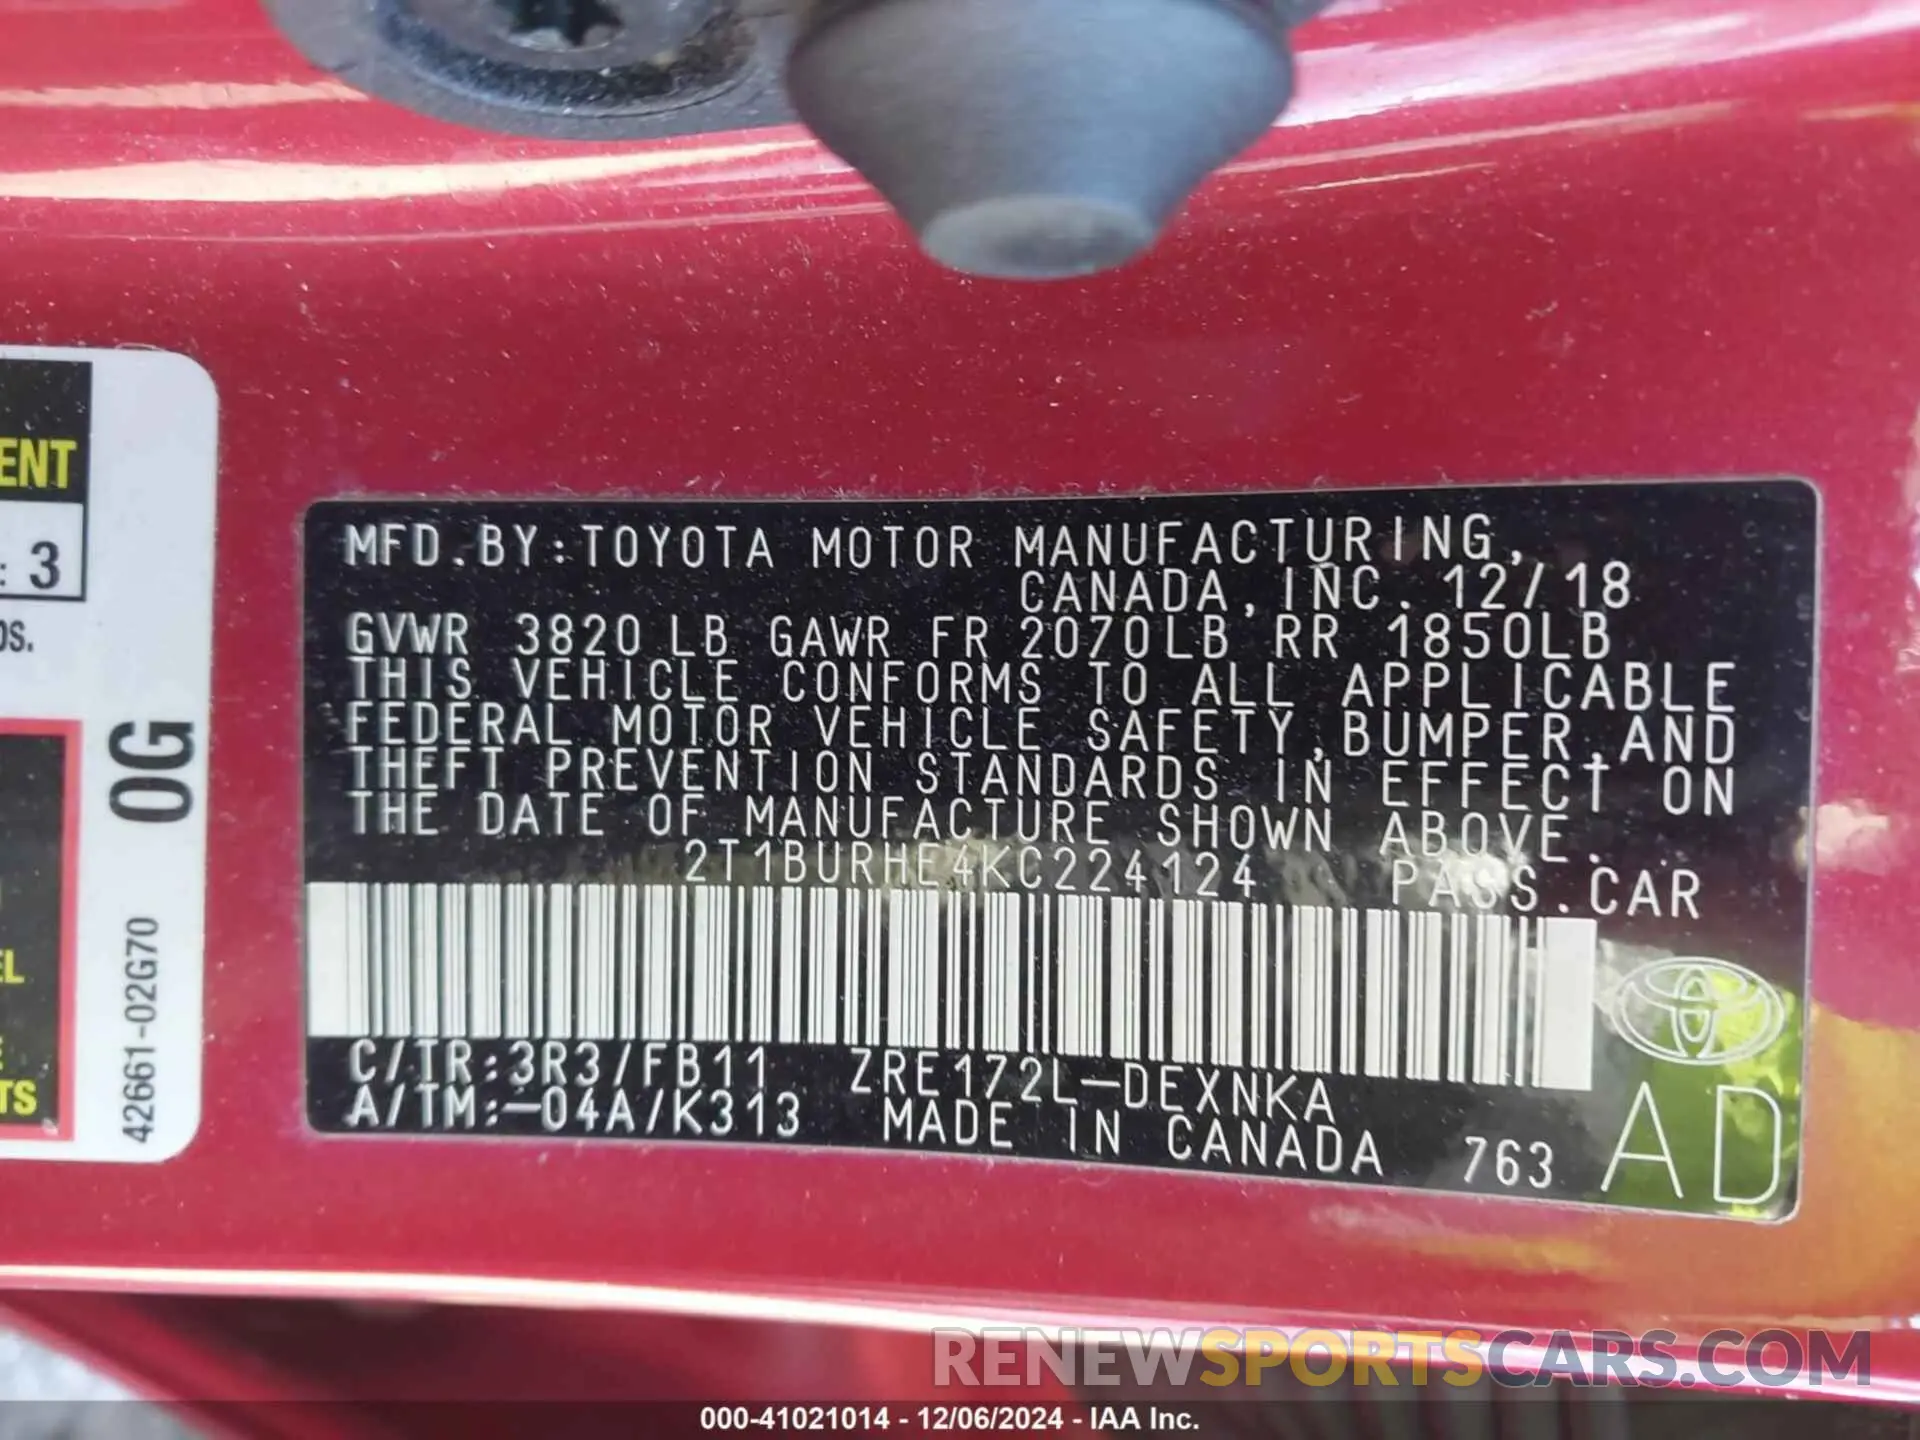 MFD.BY:TOYOTA MOTOR MANUFACTURING,
CANADA,INC. 12/18
GVWR 3820 LB GAWR FR 2070LB RR 1850LB
THIS VEHICLE CONFORMS TO ALL APPLICABLE
FEDERAL MOTOR VEHICLE SAFETY,BUMPER,AND
THEFT PREVENTION STANDARDS IN EFFECT ON
THE DATE OF MANUFACTURE SHOWN ABOVE.
2T1BURHE4KC224124 PASS.CAR
C/TR:3R3/FB11 ZRE172L—DEXNKA
A/TM:—04A/K313 MADE IN CANADA 763
AD
ENT
: 3
OS.
0G
EL
TS
42661-02G70
RENEWSPORTSCARS.COM
000-41021014 - 12/06/2024 - IAA Inc.